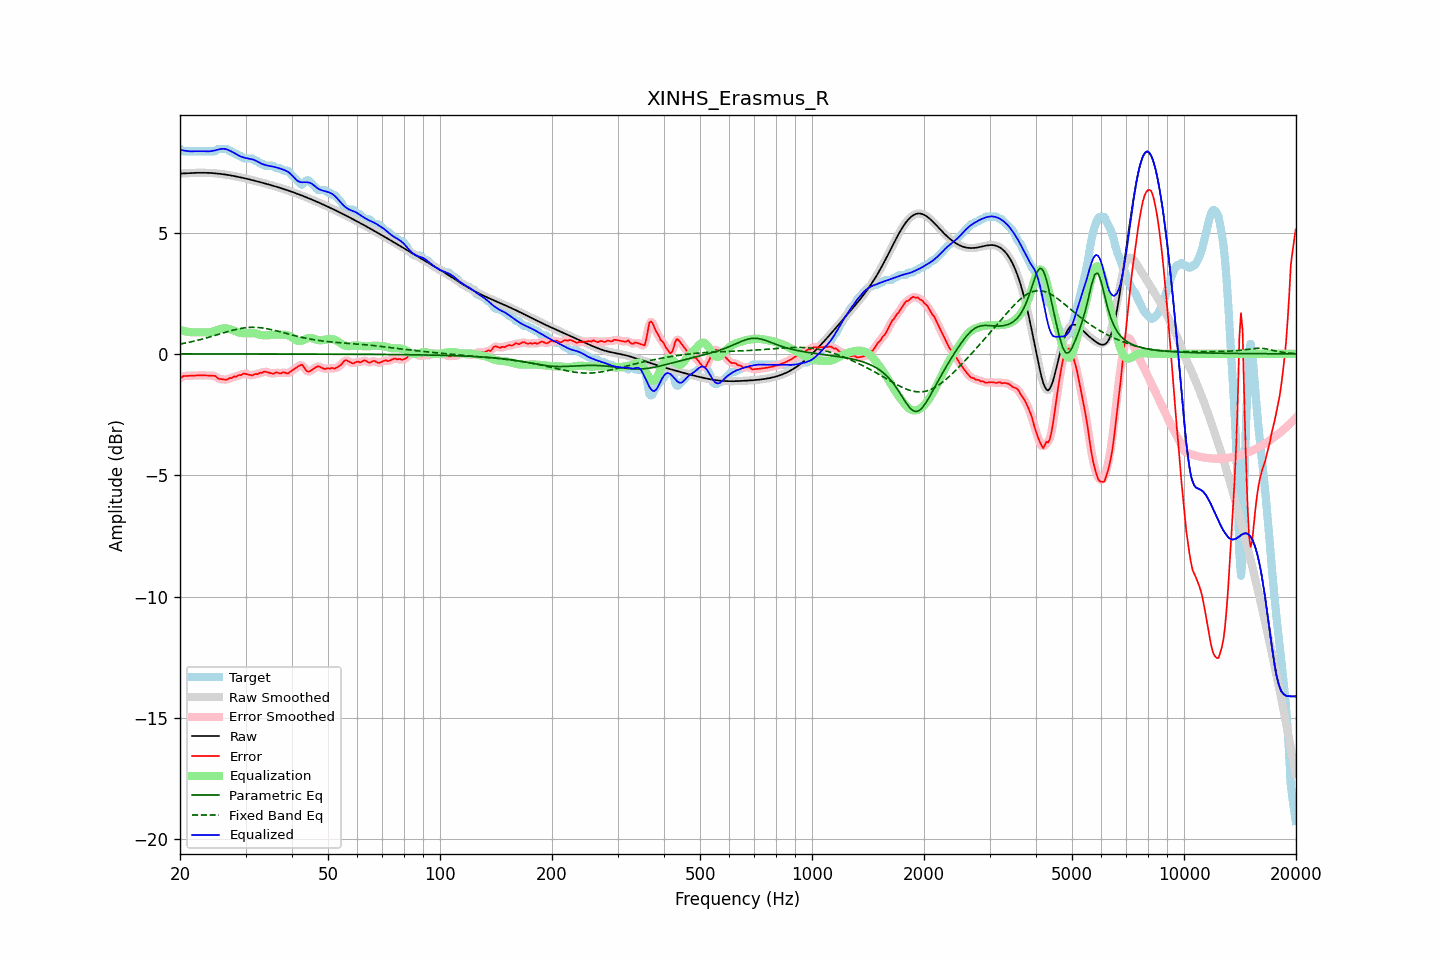 XINHS_Erasmus_R
Amplitude (dBr)
5
0
−5
−10
−15
−20
Target
Raw Smoothed
Error Smoothed
Raw
Error
Equalization
Parametric Eq
Fixed Band Eq
Equalized
20 50 100 200 500 1000 2000 5000 10000 20000
Frequency (Hz)